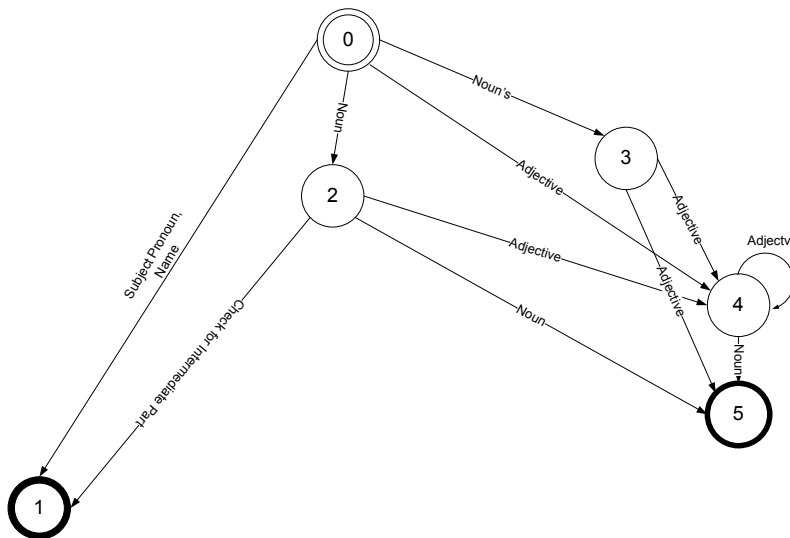 0
Noun's
Noun
3
Adjective
2
Adjective
Adjective
Adjectv
Subject Pronoun,
Name
Adjective
4
Check for Intermediate Part
Noun
Noun
5
1